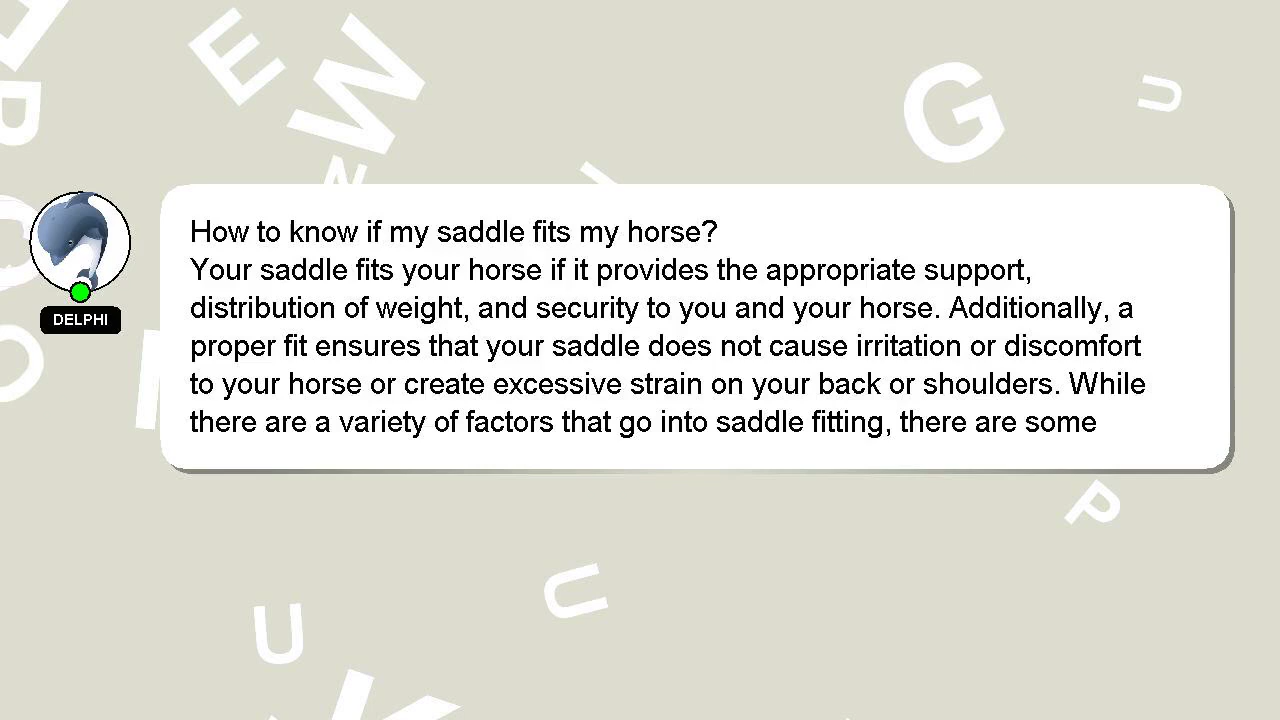 E
W
G
U
N
DELPHI
How to know if my saddle fits my horse?
Your saddle fits your horse if it provides the appropriate support,
distribution of weight, and security to you and your horse. Additionally, a
proper fit ensures that your saddle does not cause irritation or discomfort
to your horse or create excessive strain on your back or shoulders. While
there are a variety of factors that go into saddle fitting, there are some
P
U
U
K